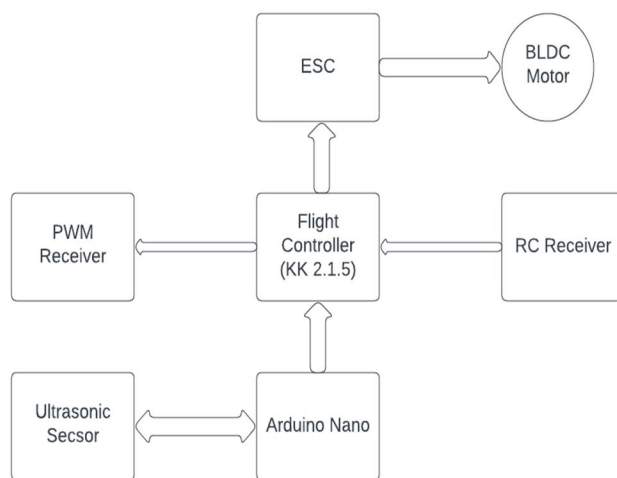 ESC
BLDC
Motor
PWM
Receiver
Flight
Controller
(KK 2.1.5)
RC Receiver
Ultrasonic
Secsor
Arduino Nano